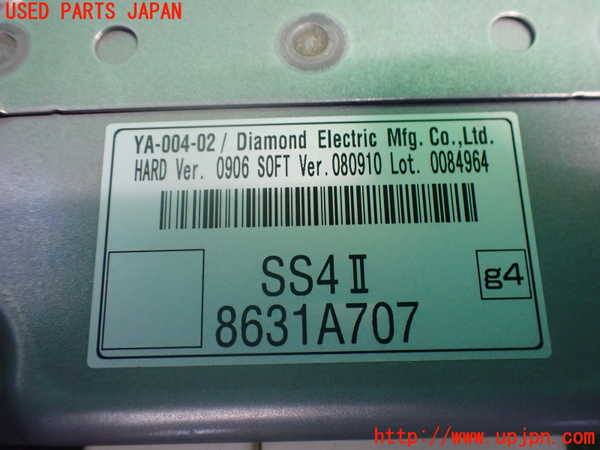 USED PARTS JAPAN
YA-004-02 / Diamond Electric Mfg. Co.,Ltd.
HARD Ver. 0906 SOFT Ver. 080910 Lot. 0084964
SS4Ⅱ
g4
8631A707
http://www.upjpn.com